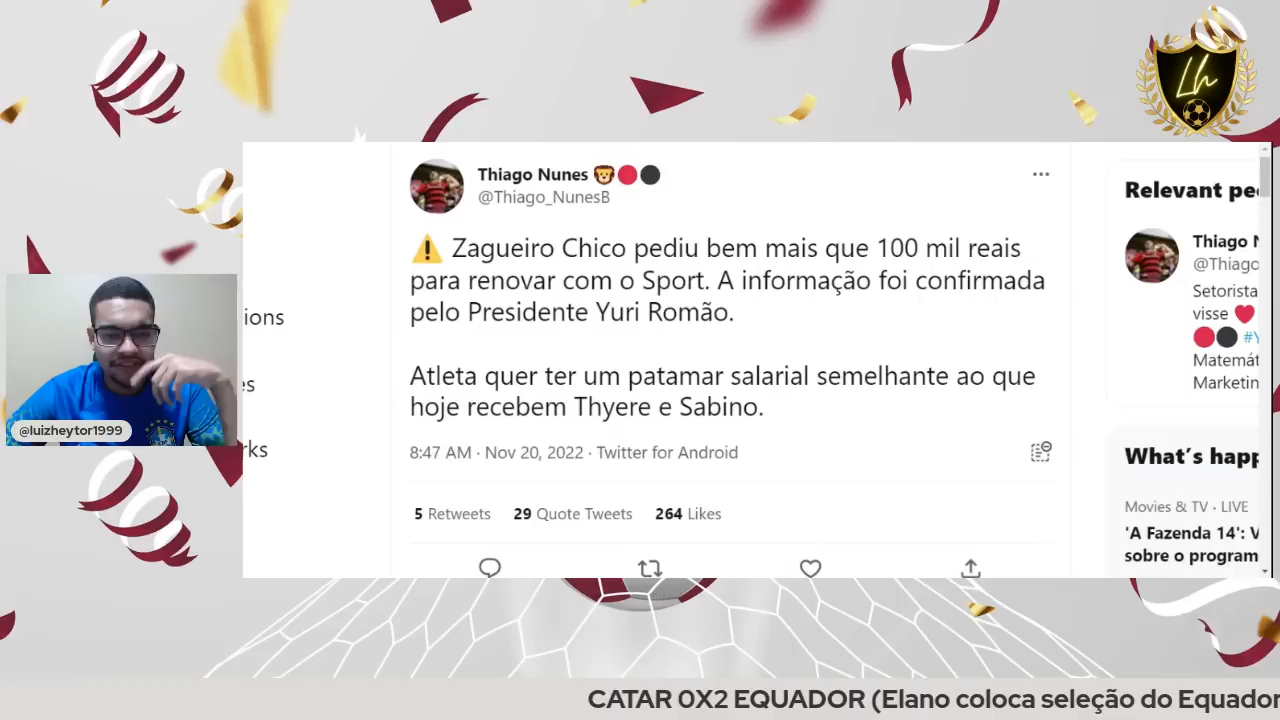 Lh
Thiago Nunes
@Thiago_NunesB
Zagueiro Chico pediu bem mais que 100 mil reais
para renovar com o Sport. A informação foi confirmada
pelo Presidente Yuri Romão.
Atleta quer ter um patamar salarial semelhante ao que
hoje recebem Thyere e Sabino.
8:47 AM · Nov 20, 2022 · Twitter for Android
5 Retweets 29 Quote Tweets 264 Likes
ions
es
rks
@luizheytor1999
Relevant pe
Thiago N
@Thiago
Setorista
visse
#Y
Matemát
Marketin
What's happ
Movies & TV · LIVE
'A Fazenda 14': V
sobre o program
CATAR 0X2 EQUADOR (Elano coloca seleção do Equador